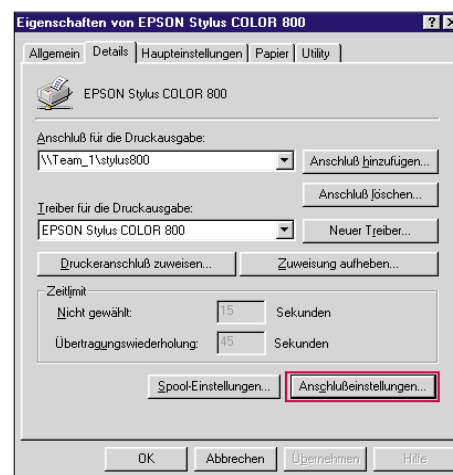 Eigenschaften von EPSON Stylus COLOR 800
Allgemein Details Haupteinstellungen Papier Utility
EPSON Stylus COLOR 800
Anschluß für die Druckausgabe:
\\Team_1\stylus800 Anschluß hinzufügen...
Anschluß löschen...
Treiber für die Druckausgabe:
EPSON Stylus COLOR 800 Neuer Treiber...
Druckeranschluß zuweisen... Zuweisung aufheben...
Zeitlimit
Nicht gewählt: 15 Sekunden
Übertragungswiederholung: 45 Sekunden
Spool-Einstellungen... Anschlußeinstellungen...
OK Abbrechen Übernehmen Hilfe